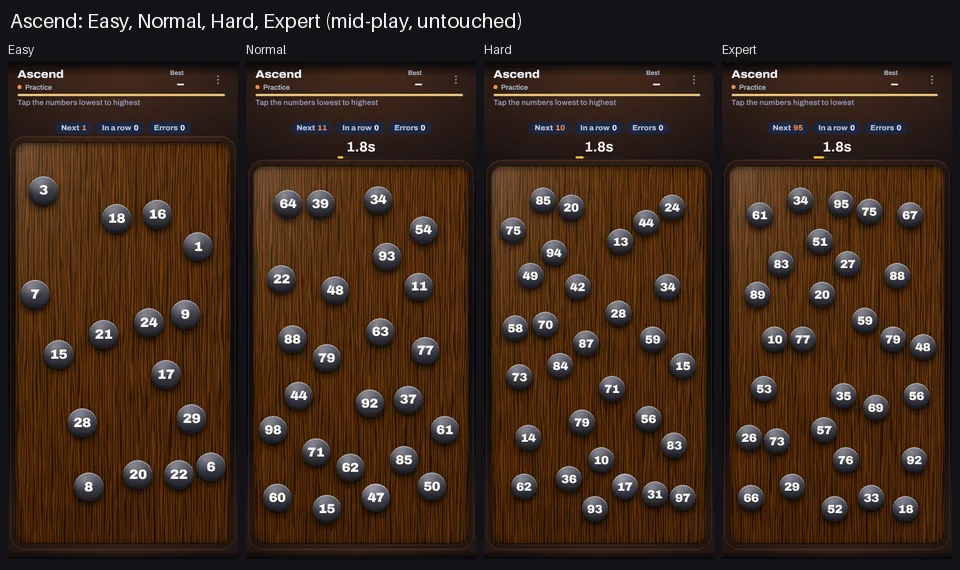 Ascend: Easy, Normal, Hard, Expert (mid-play, untouched)
Easy
Ascend
Best
Practice
–
Tap the numbers lowest to highest
Next 1 In a row 0 Errors 0
3
18 16
1
7
24 9
21
15
17
28 29
8 20 22 6
Normal
Ascend
Best
Practice
–
Tap the numbers lowest to highest
Next 11 In a row 0 Errors 0
1.8s
64 39 34
54
93
22 48 11
88 63
79 77
44 92 37
98 61
71 62 85
60 15 47 50
Hard
Ascend
Best
Practice
–
Tap the numbers lowest to highest
Next 10 In a row 0 Errors 0
1.8s
85 20 24
75 44
94 13
49 42 34
28
58 70 59
87
84 15
73 71
79 56
14 83
10
62 36 17 31 97
93
Expert
Ascend
Best
Practice
–
Tap the numbers highest to lowest
Next 95 In a row 0 Errors 0
1.8s
61 34 95 75 67
51
83 27 88
89 20
59
10 77 79 48
53 35 69 56
26 73 57
76 92
66 29 52 33 18